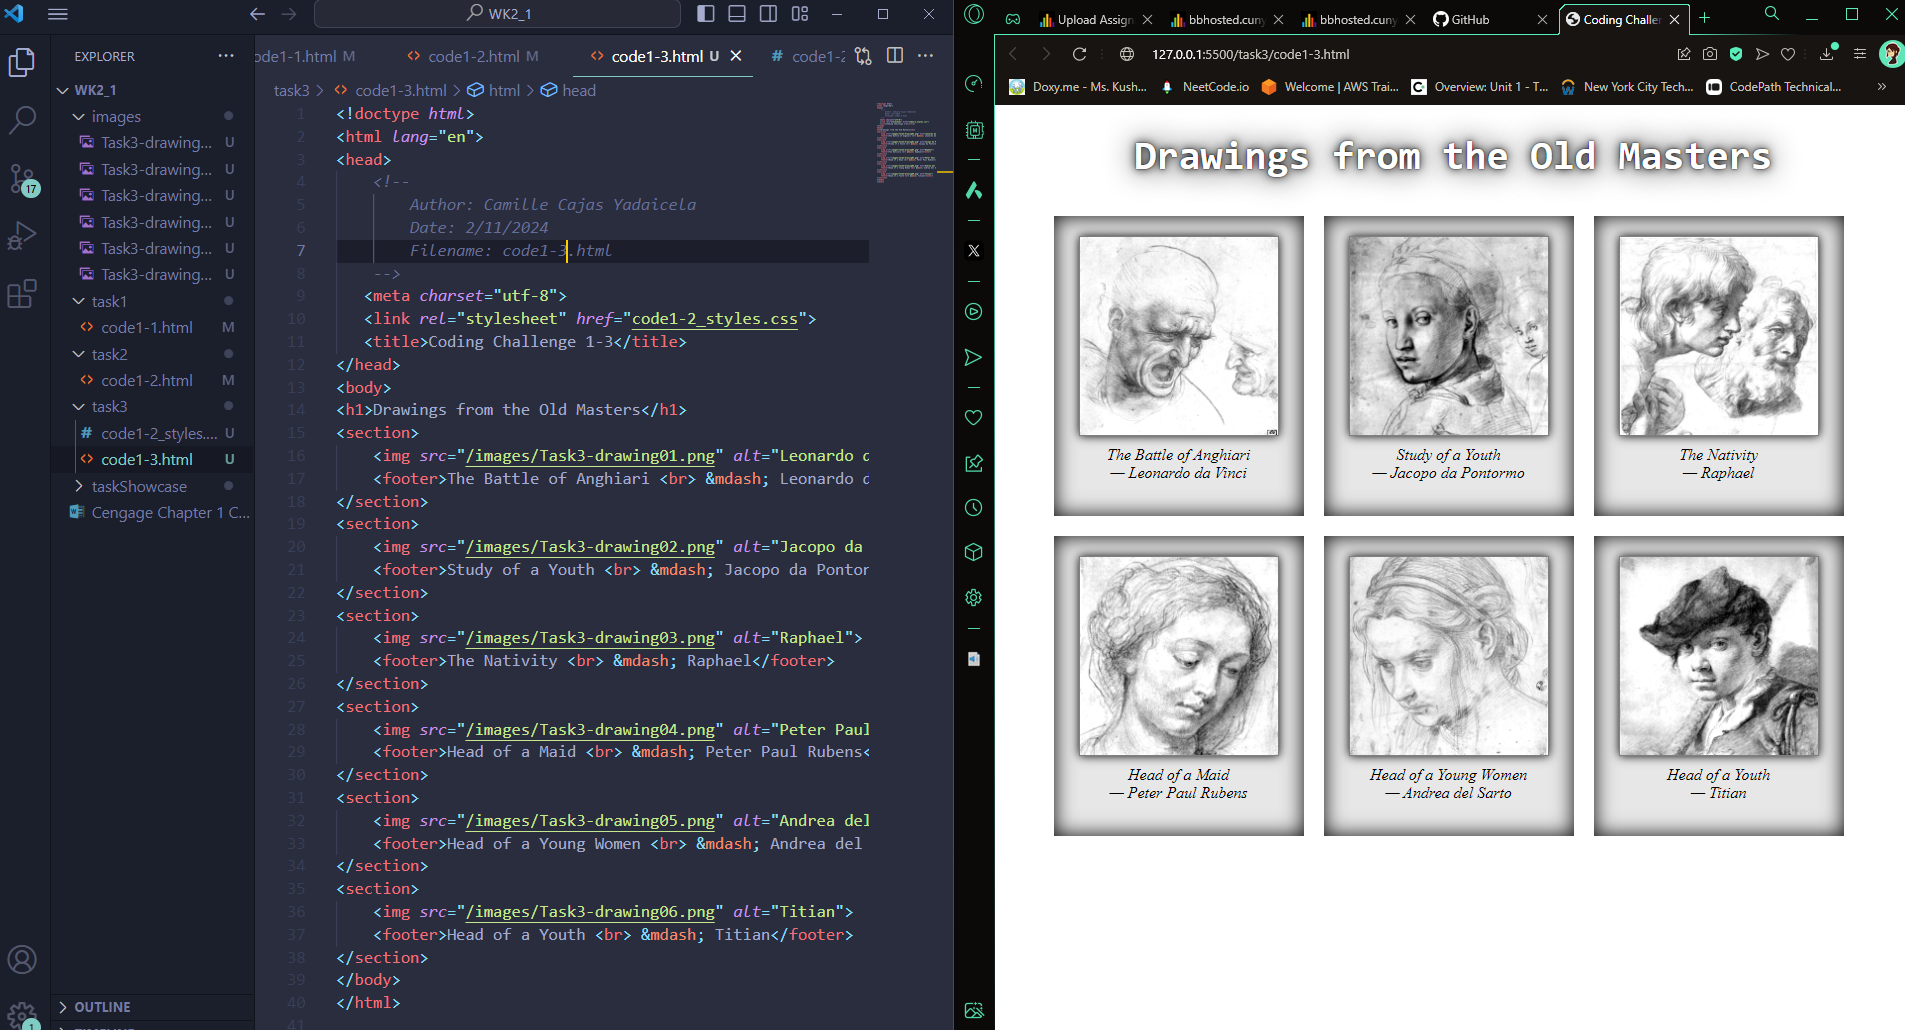 WK2_1
EXPLORER
WK2_1
images
Task3-drawing... U
Task3-drawing... U
Task3-drawing... U
Task3-drawing... U
Task3-drawing... U
Task3-drawing... U
task1
code1-1.html M
task2
code1-2.html M
task3
code1-2_styles.... U
code1-3.html U
taskShowcase
Cengage Chapter 1 C...
OUTLINE
17
1
ode1-1.html M
code1-2.html M
code1-3.html U
# code1-2
task3 > code1-3.html > html > head
1 <!doctype html>
2 <html lang="en">
3 <head>
4 <!--
5 Author: Camille Cajas Yadaicela
6 Date: 2/11/2024
7 Filename: code1-3.html
8 -->
9 <meta charset="utf-8">
10 <link rel="stylesheet" href="code1-2_styles.css">
11 <title>Coding Challenge 1-3</title>
12 </head>
13 <body>
14 <h1>Drawings from the Old Masters</h1>
15 <section>
16 <img src="/images/Task3-drawing01.png" alt="Leonardo d
17 <footer>The Battle of Anghiari <br> &mdash; Leonardo d
18 </section>
19 <section>
20 <img src="/images/Task3-drawing02.png" alt="Jacopo da
21 <footer>Study of a Youth <br> &mdash; Jacopo da Pontor
22 </section>
23 <section>
24 <img src="/images/Task3-drawing03.png" alt="Raphael">
25 <footer>The Nativity <br> &mdash; Raphael</footer>
26 </section>
27 <section>
28 <img src="/images/Task3-drawing04.png" alt="Peter Paul
29 <footer>Head of a Maid <br> &mdash; Peter Paul Rubens<
30 </section>
31 <section>
32 <img src="/images/Task3-drawing05.png" alt="Andrea del
33 <footer>Head of a Young Women <br> &mdash; Andrea del
34 </section>
35 <section>
36 <img src="/images/Task3-drawing06.png" alt="Titian">
37 <footer>Head of a Youth <br> &mdash; Titian</footer>
38 </section>
39 </body>
40 </html>
41
Upload Assign
bbhosted.cuny
bbhosted.cuny
GitHub
Coding Challen
127.0.0.1:5500/task3/code1-3.html
Doxy.me - Ms. Kush...
NeetCode.io
Welcome | AWS Trai...
Overview: Unit 1 - T...
New York City Tech...
CodePath Technical...
Drawings from the Old Masters
The Battle of Anghiari
— Leonardo da Vinci
Study of a Youth
— Jacopo da Pontormo
The Nativity
— Raphael
Head of a Maid
— Peter Paul Rubens
Head of a Young Women
— Andrea del Sarto
Head of a Youth
— Titian